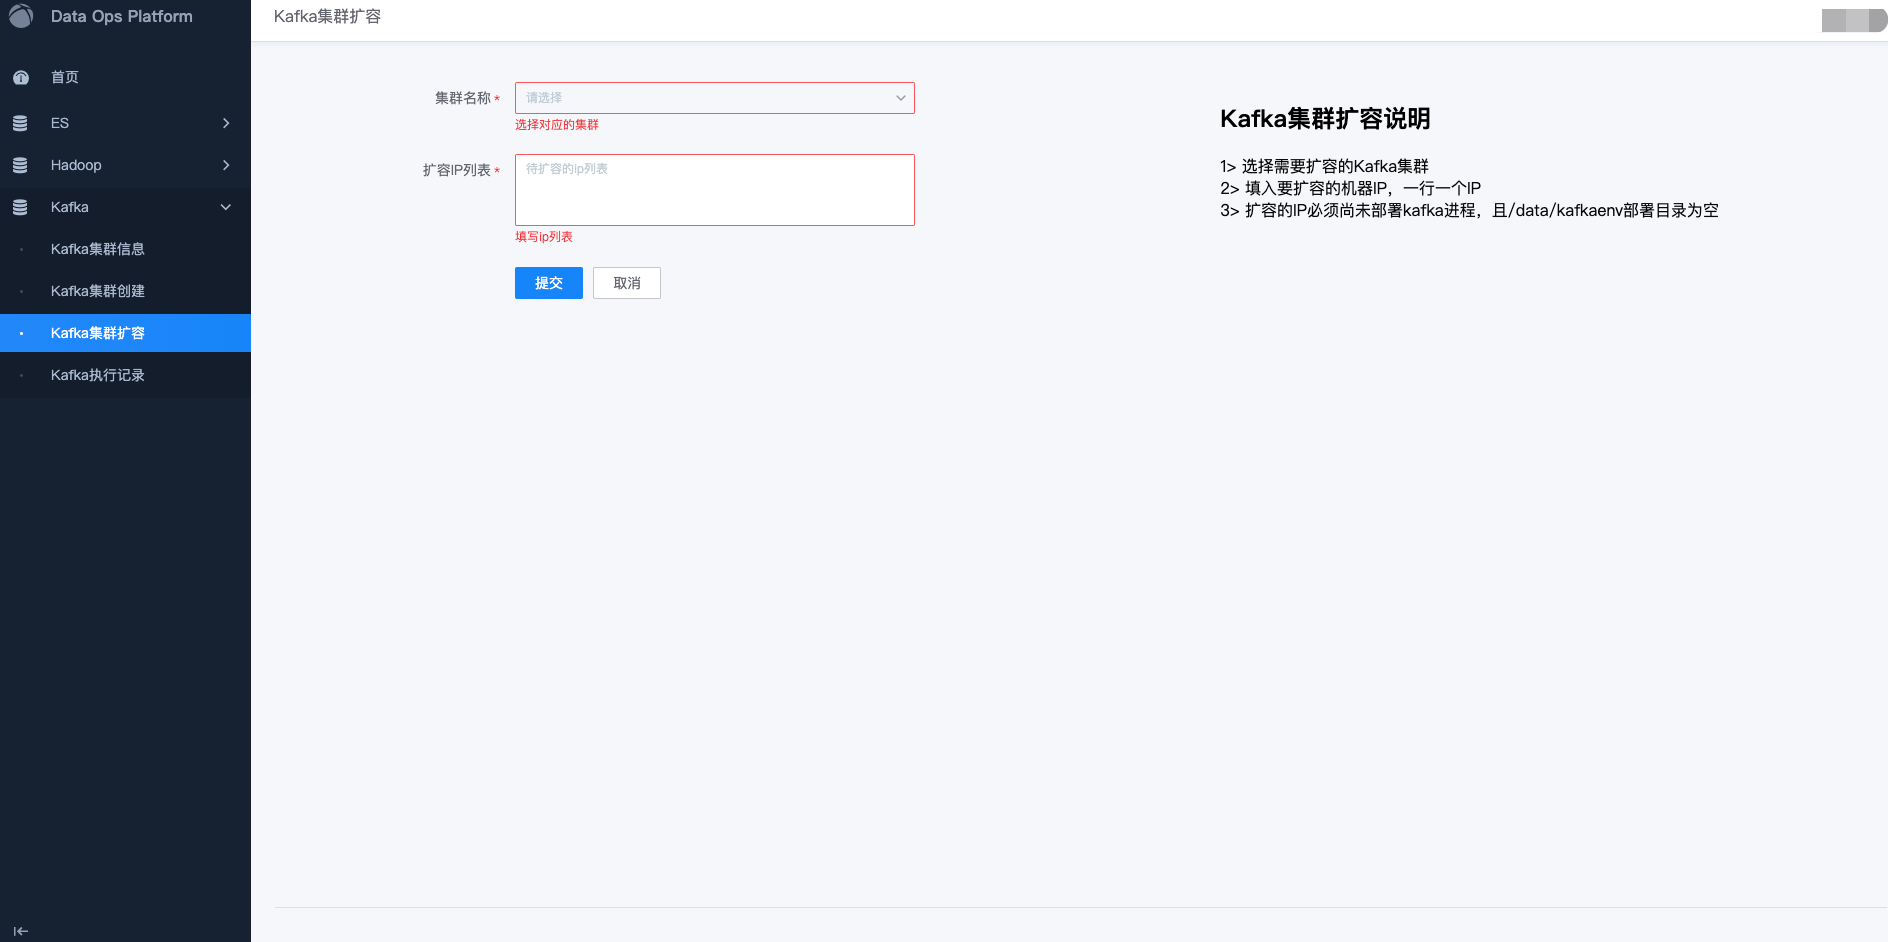 Data Ops Platform
首页
ES
Hadoop
Kafka
Kafka集群信息
Kafka集群创建
Kafka集群扩容
Kafka执行记录
Kafka集群扩容
集群名称 *
请选择
选择对应的集群
扩容IP列表 *
待扩容的ip列表
填写ip列表
提交
取消
Kafka集群扩容说明
1> 选择需要扩容的Kafka集群
2> 填入要扩容的机器IP，一行一个IP
3> 扩容的IP必须尚未部署kafka进程，且/data/kafkaenv部署目录为空